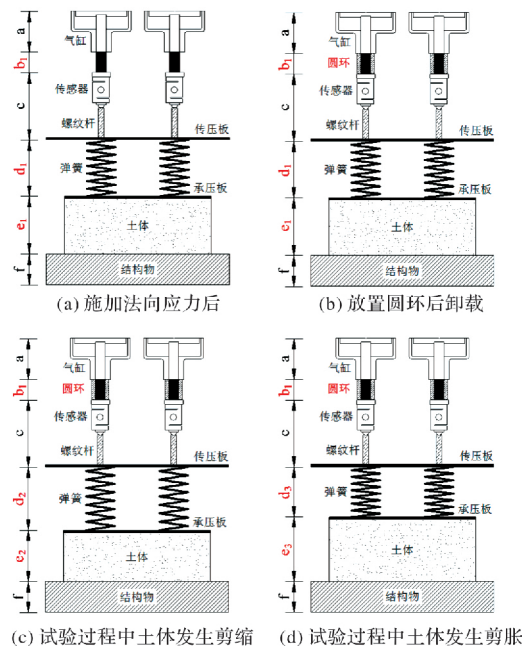 a
气缸
b₁
传感器
c
螺纹杆
传压板
d₁
弹簧
承压板
e₁
土体
f
结构物
(a) 施加法向应力后
a
气缸
b₁
圆环
传感器
c
螺纹杆
传压板
d₁
弹簧
承压板
e₁
土体
f
结构物
(b) 放置圆环后卸载
a
气缸
b₁
圆环
传感器
c
螺纹杆
传压板
d₂
弹簧
承压板
e₂
土体
f
结构物
(c) 试验过程中土体发生剪缩
a
气缸
b₁
圆环
传感器
c
螺纹杆
传压板
d₃
弹簧
承压板
e₃
土体
f
结构物
(d) 试验过程中土体发生剪胀